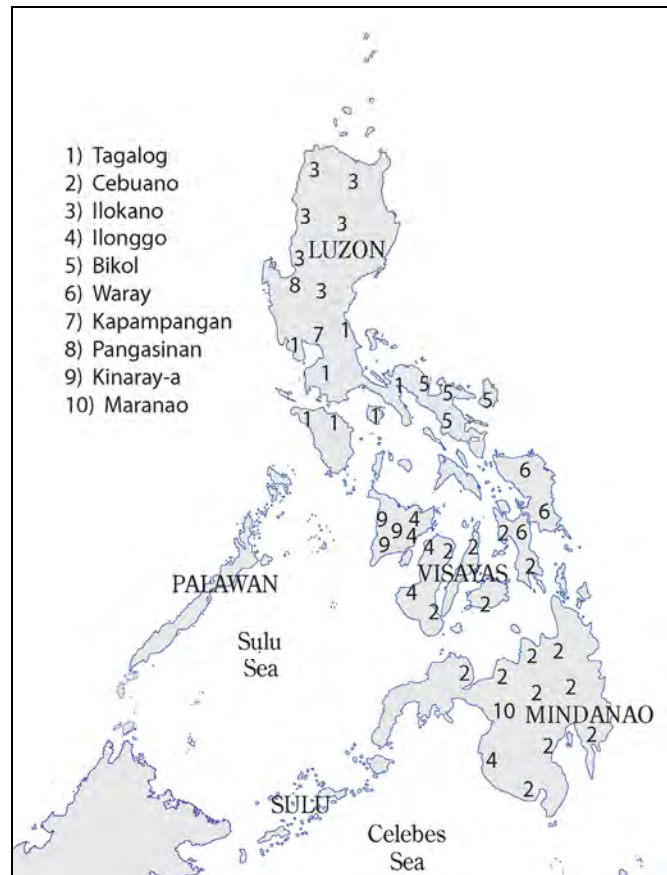 1) Tagalog
2) Cebuano
3) Ilokano
4) Ilonggo
5) Bikol
6) Waray
7) Kapampangan
8) Pangasinan
9) Kinaray-a
10) Maranao
3
3
3
3
LUZON
3
8
3
7
1
1
1
1
5
5
5
5
1
1
1
6
6
9
4
9
4
9
2
6
4
2
2
2
VISAYAS
PALAWAN
4
2
2
Sulu
Sea
2
2
2
2
2
2
10
MINDANAO
2
2
4
2
SULU
Celebes
Sea